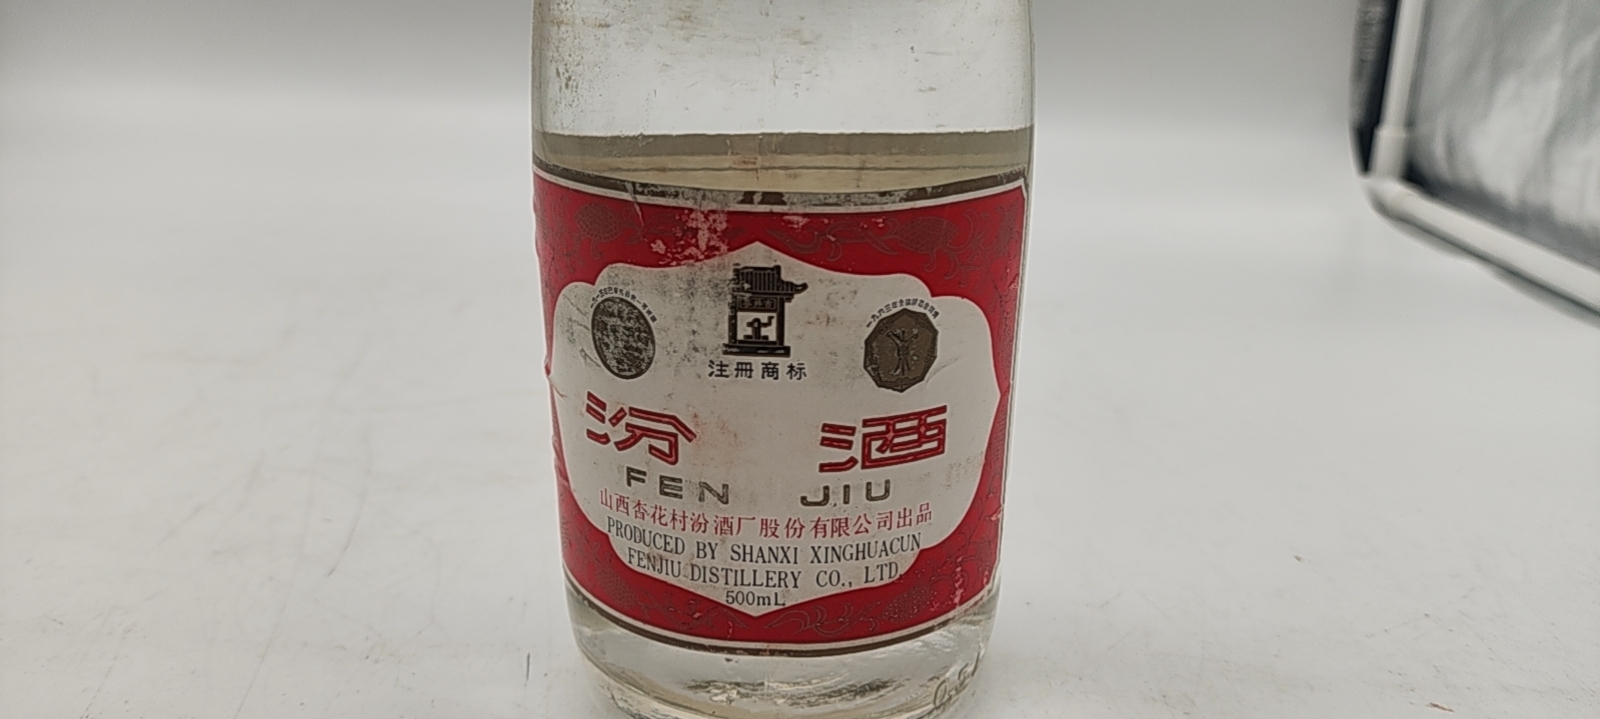 注冊商标
汾 酒
FEN JIU
山西杏花村汾酒厂股份有限公司出品
PRODUCED BY SHANXI XINGHUACUN
FENJIU DISTILLERY CO., LTD.
500mL